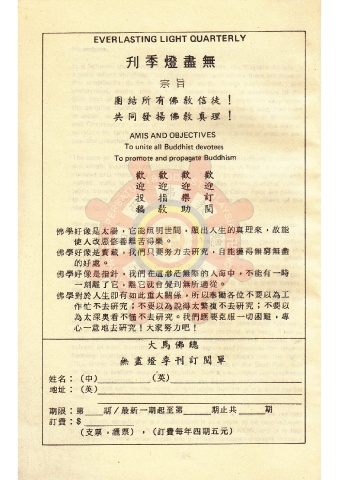 EVERLASTING LIGHT QUARTERLY
無盡燈季刊
宗旨
團結所有佛教信徒！
共同發揚佛教真理！
AMIS AND OBJECTIVES
To unite all Buddhist devotees
To promote and propagate Buddhism
歡迎訂閱
歡迎樂助
歡迎指教
歡迎投稿
佛學好像是太陽，它能照明世間，顯出人生的真理來，故能
使人改惡修善離苦得樂。
佛學好像是寶藏，我們只要努力去研究，自能獲得無窮無盡
的好處。
佛學好像是指針，我們在這茫茫無際的人海中，不能有一時
一刻離了它，離了它就會覺到無所適從。
佛學對於人生即有如此重大關係，所以奉勸各位不要以為工
作忙不去研究；不要以為說得太繁復不去研究；不要以
為太深奧看不懂不去研究。我們應要克服一切困難，專
心一意地去研究！大家努力吧！
大馬佛總
無盡燈季刊訂閱單
姓名：（中）（英）
地址：（英）
期限：第 期/最新一期起至第 期止共 期
訂費：$
（支票，匯票），（訂費每年四期五元）